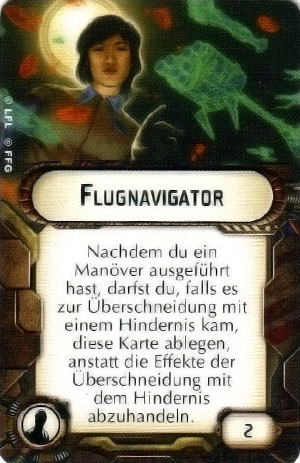 © LFL © FFG
FLUGNAVIGATOR
Nachdem du ein
Manöver ausgeführt
hast, darfst du, falls es
zur Überschneidung mit
einem Hindernis kam,
diese Karte ablegen,
anstatt die Effekte der
Überschneidung mit
dem Hindernis
abzuhandeln.
2